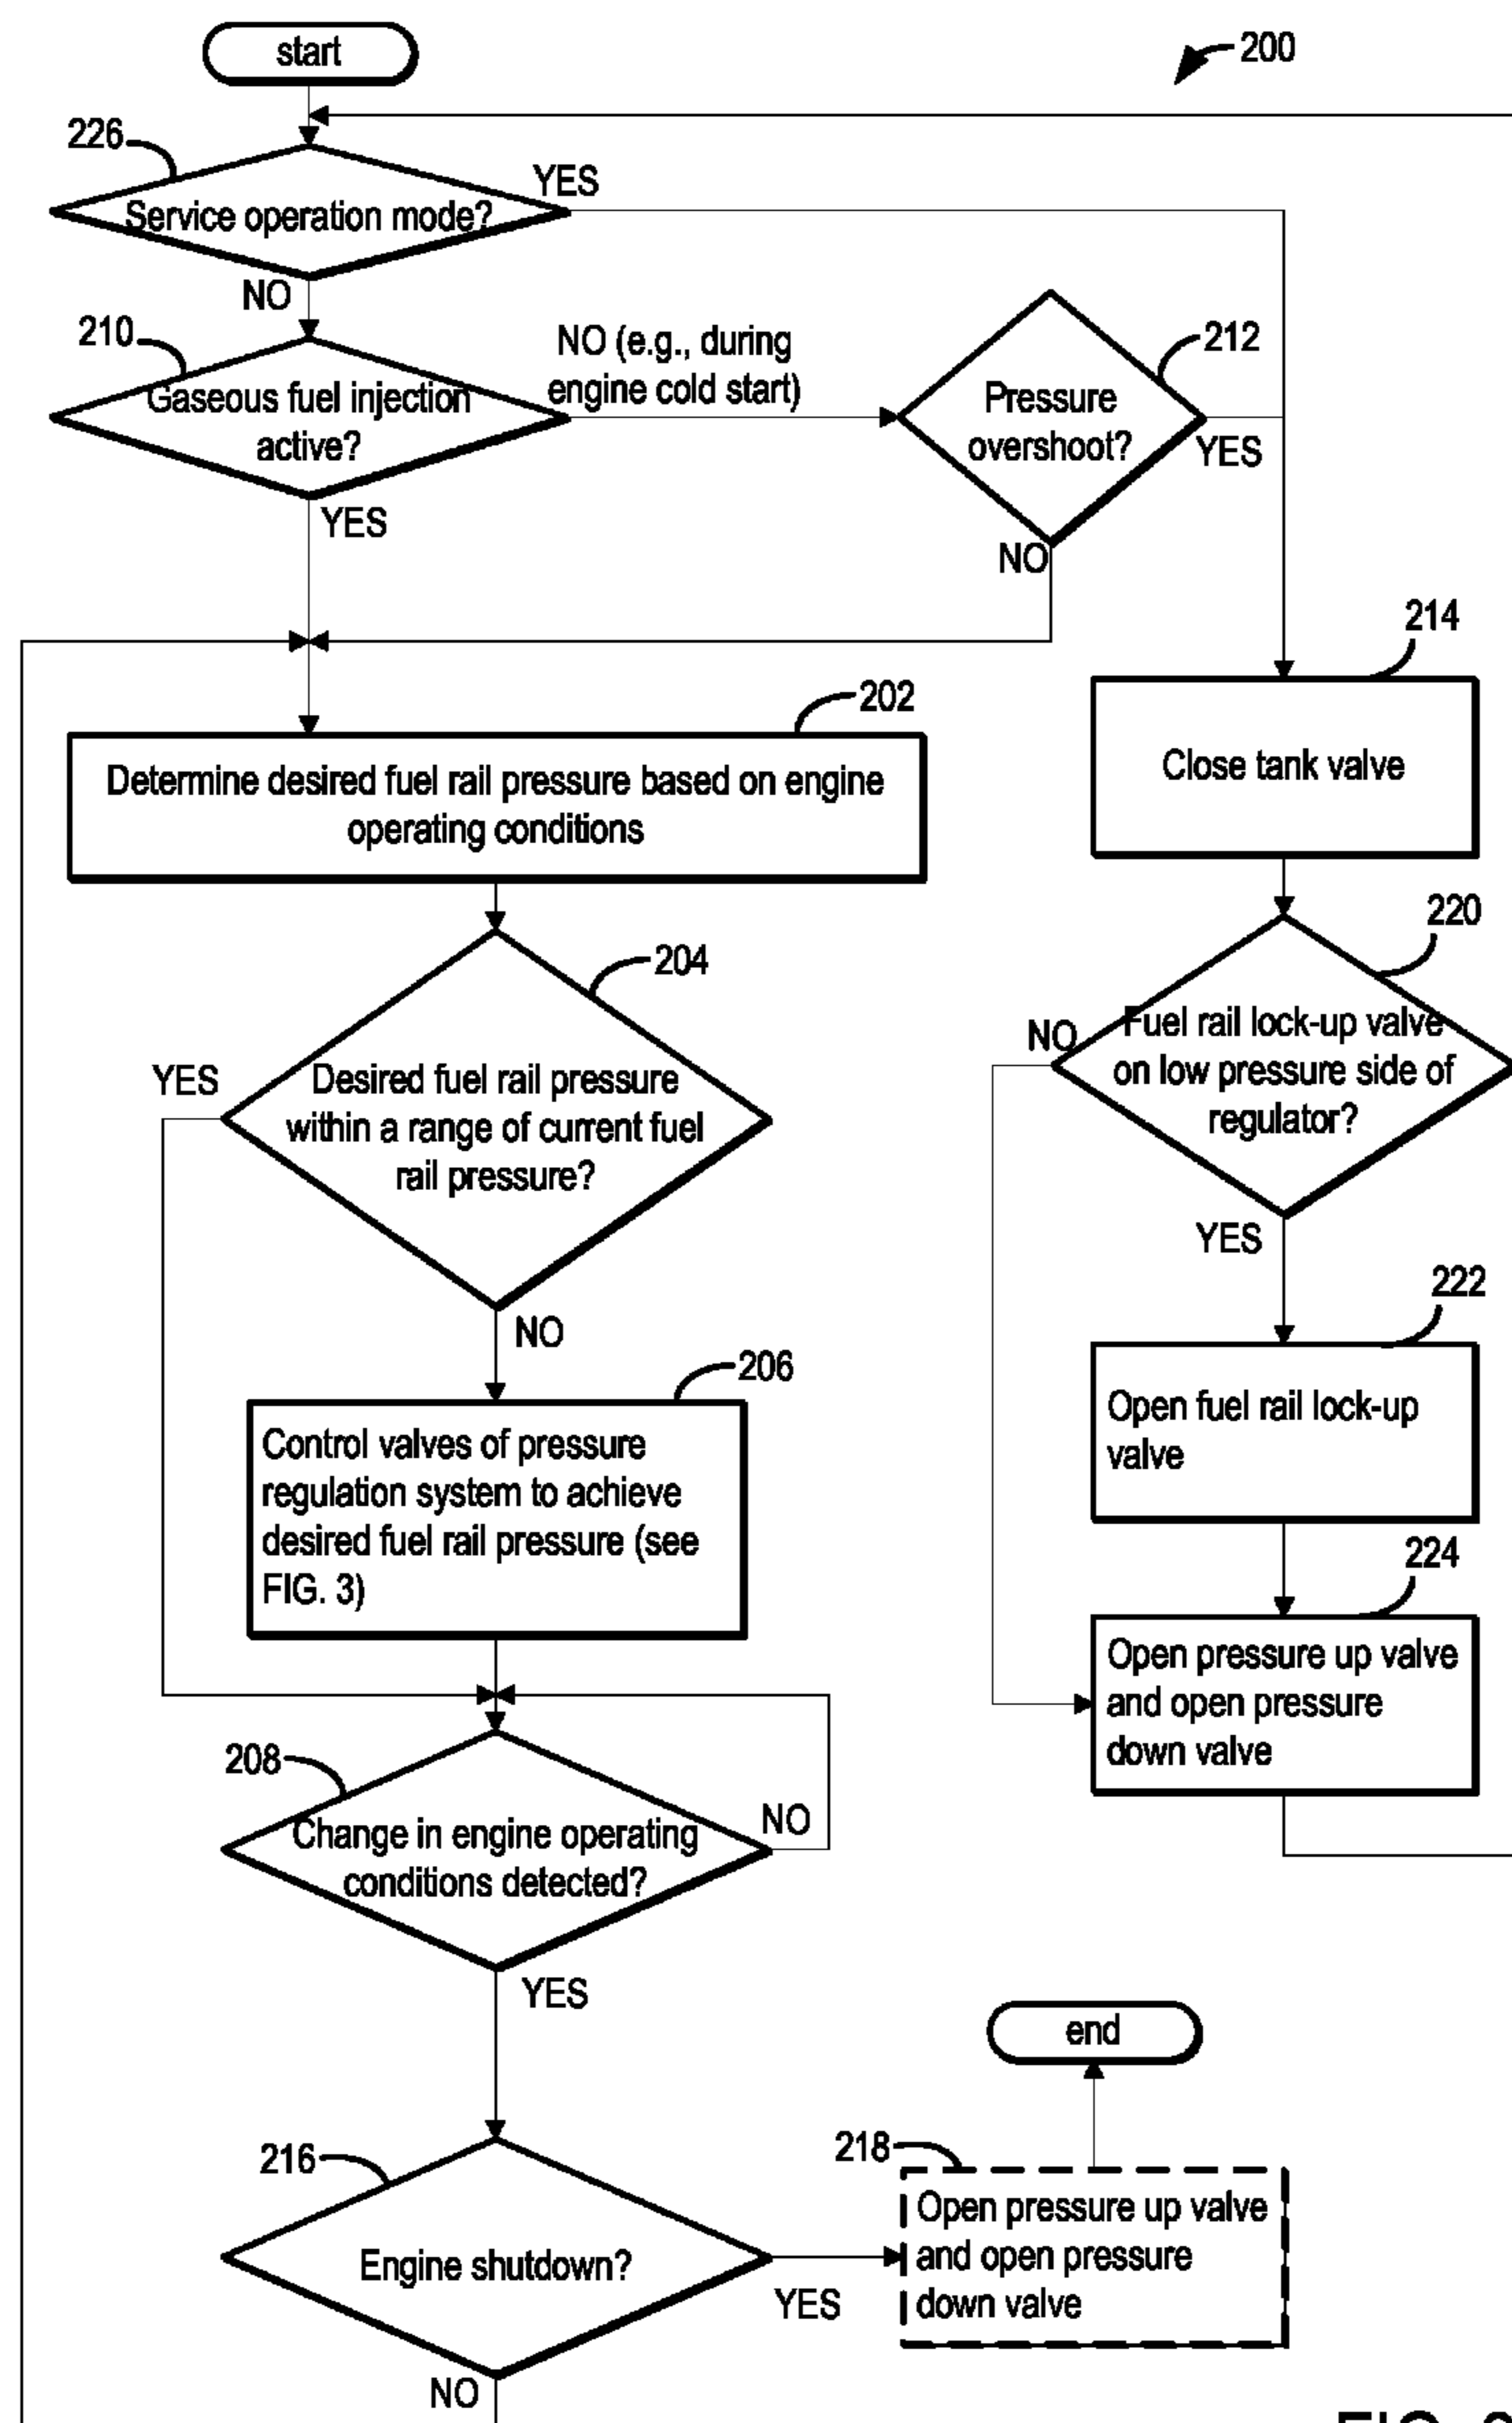 start
200
226
Service operation mode?
YES
NO
210
Gaseous fuel injection
active?
NO (e.g., during
engine cold start)
212
Pressure
overshoot?
YES
NO
YES
214
Close tank valve
202
Determine desired fuel rail pressure based on engine
operating conditions
204
Desired fuel rail pressure
within a range of current fuel
rail pressure?
YES
NO
220
Fuel rail lock-up valve
on low pressure side of
regulator?
NO
YES
206
Control valves of pressure
regulation system to achieve
desired fuel rail pressure (see
FIG. 3)
222
Open fuel rail lock-up
valve
224
Open pressure up valve
and open pressure
down valve
208
Change in engine operating
conditions detected?
NO
YES
end
216
Engine shutdown?
YES
NO
218
Open pressure up valve
and open pressure
down valve